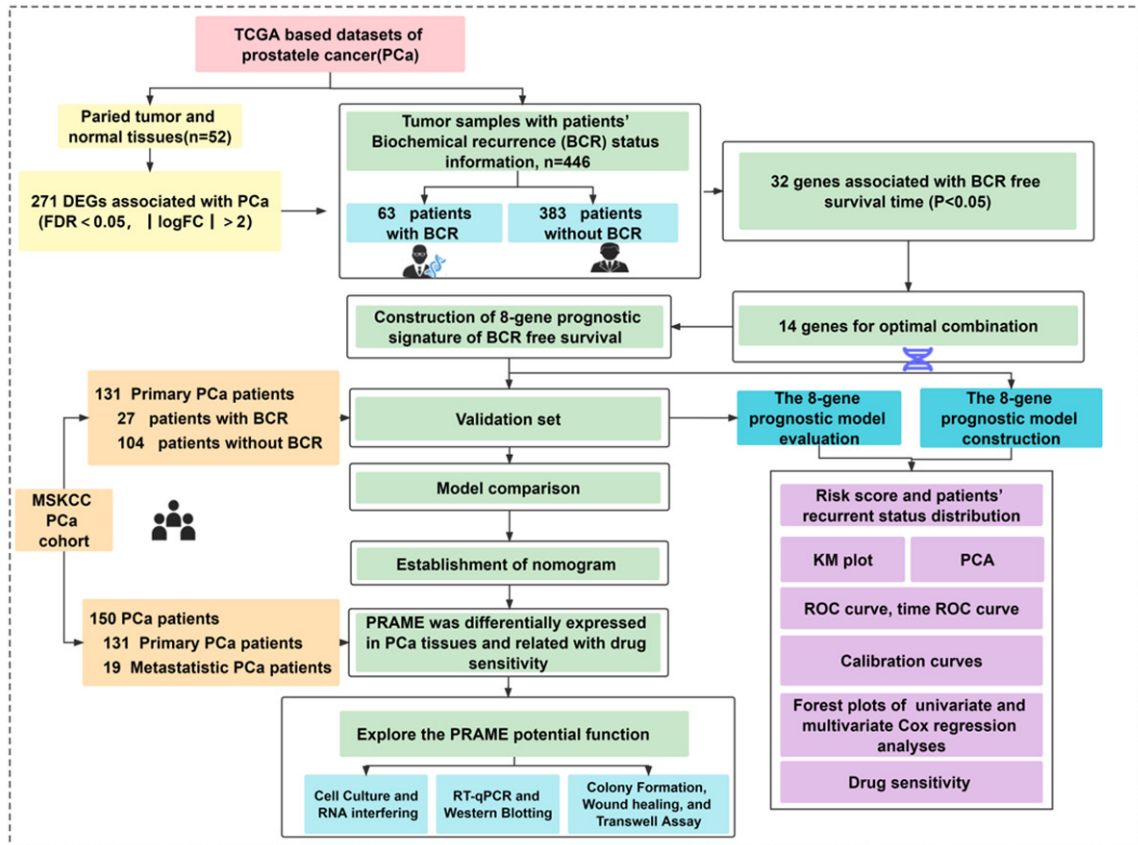 TCGA based datasets of
prostatele cancer(PCa)
Paried tumor and
normal tissues(n=52)
271 DEGs associated with PCa
(FDR < 0.05, | logFC | > 2)
Tumor samples with patients'
Biochemical recurrence (BCR) status
information, n=446
63 patients
with BCR
383 patients
without BCR
32 genes associated with BCR free
survival time (P<0.05)
14 genes for optimal combination
Construction of 8-gene prognostic
signature of BCR free survival
131 Primary PCa patients
27 patients with BCR
104 patients without BCR
Validation set
The 8-gene
prognostic model
evaluation
The 8-gene
prognostic model
construction
Model comparison
MSKCC
PCa
cohort
Establishment of nomogram
150 PCa patients
131 Primary PCa patients
19 Metastatistic PCa patients
PRAME was differentially expressed
in PCa tissues and related with drug
sensitivity
Explore the PRAME potential function
Cell Culture and
RNA interfering
RT-qPCR and
Western Blotting
Colony Formation,
Wound healing, and
Transwell Assay
Risk score and patients'
recurrent status distribution
KM plot
PCA
ROC curve, time ROC curve
Calibration curves
Forest plots of univariate and
multivariate Cox regression
analyses
Drug sensitivity